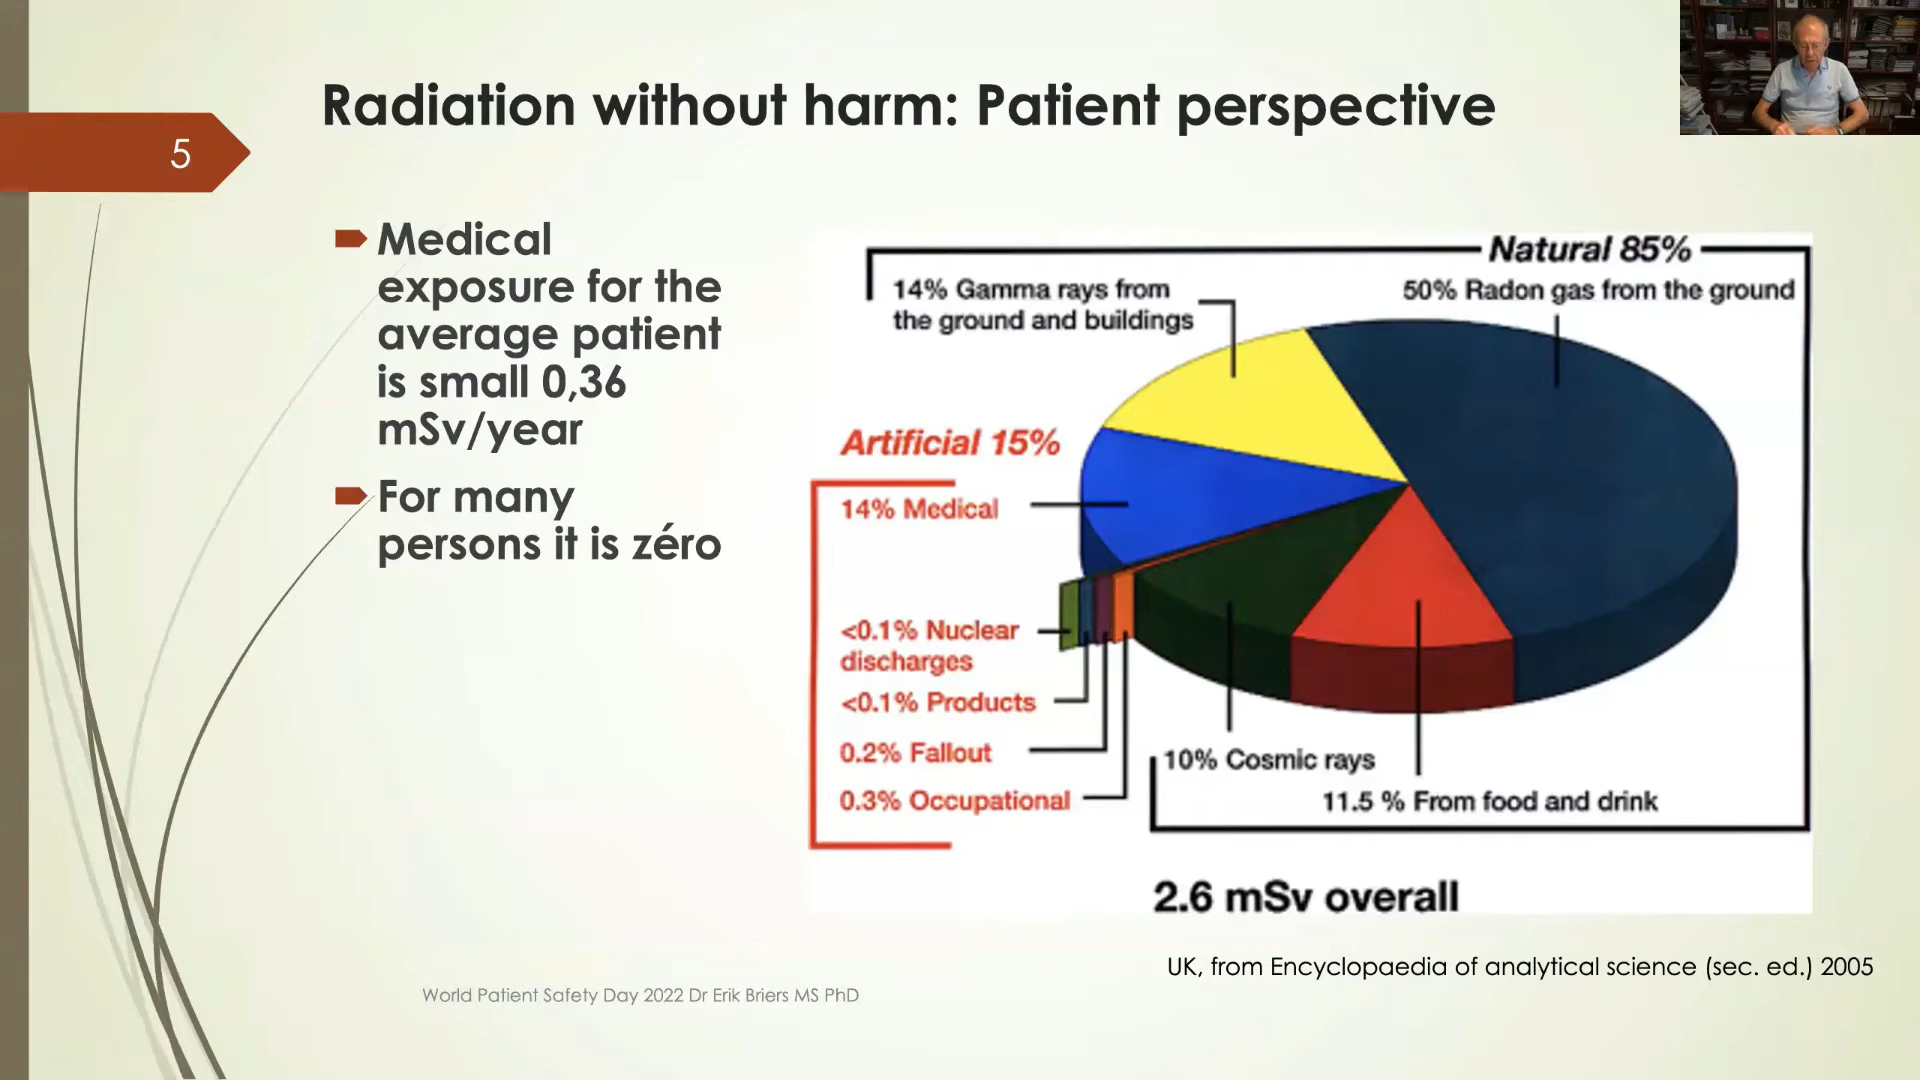 Radiation without harm: Patient perspective
5
Medical
exposure for the
average patient
is small 0,36
mSv/year
For many
persons it is zéro
Natural 85%
14% Gamma rays from
the ground and buildings
50% Radon gas from the ground
Artificial 15%
14% Medical
<0.1% Nuclear
discharges
<0.1% Products
0.2% Fallout
0.3% Occupational
10% Cosmic rays
11.5 % From food and drink
2.6 mSv overall
UK, from Encyclopaedia of analytical science (sec. ed.) 2005
World Patient Safety Day 2022 Dr Erik Briers MS PhD